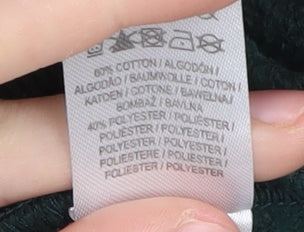 60% COTTON / ALGODÓN /
ALGODÃO / BAUMWOLLE / COTON /
KATOEN / COTONE / BAWEŁNA /
BOMBAŽ / BAVLNA
40% POLYESTER / POLIÉSTER /
POLIÉSTER / POLYESTER /
POLYESTER / POLYESTER /
POLIESTERE / POLIESTER /
POLIESTER / POLYESTER